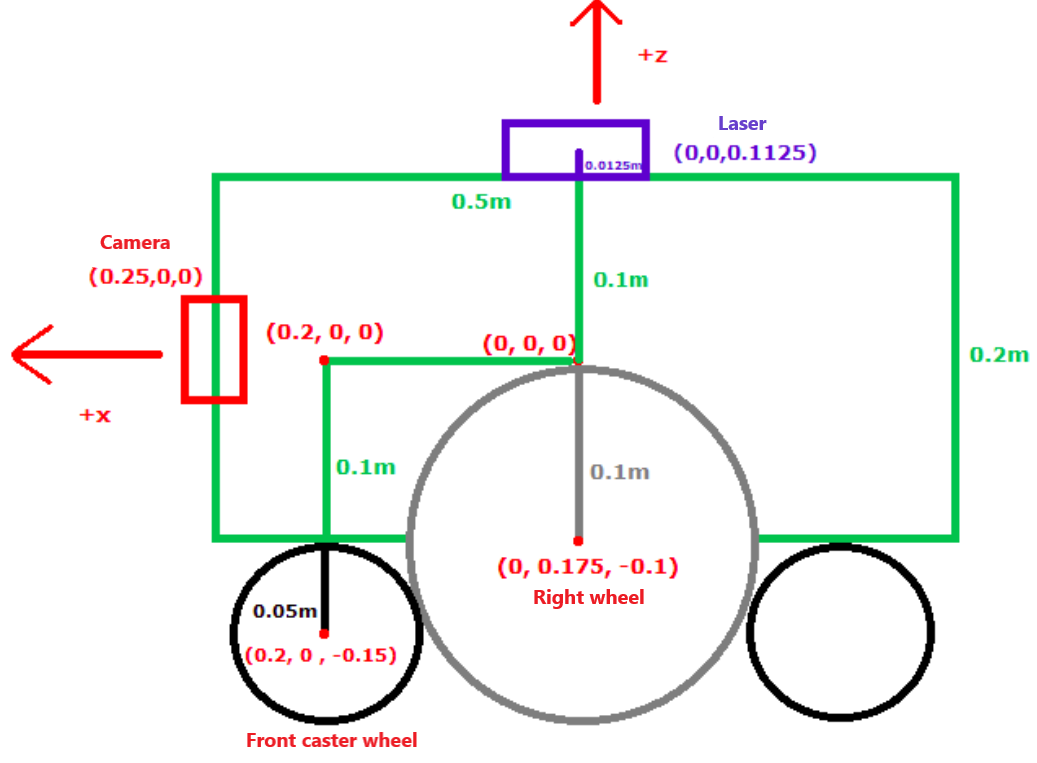 +z
Laser
(0,0,0.1125)
0.0125m
0.5m
Camera
(0.25,0,0)
0.1m
(0.2, 0, 0)
(0, 0, 0)
0.2m
+x
0.1m
0.1m
(0, 0.175, -0.1)
Right wheel
0.05m
(0.2, 0 , -0.15)
Front caster wheel